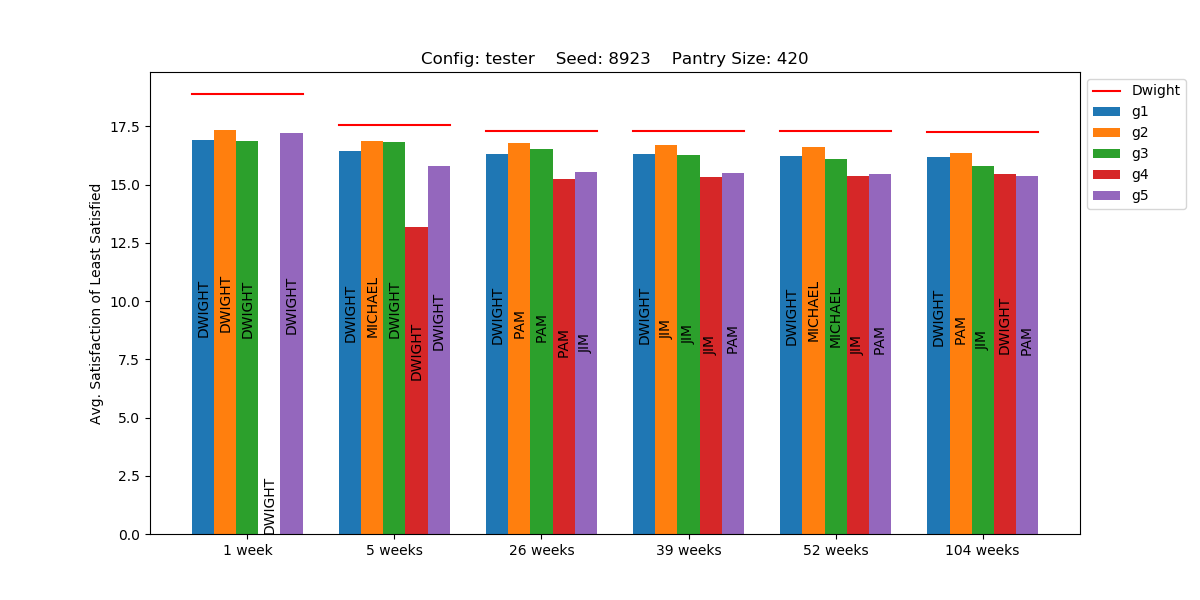 Config: tester    Seed: 8923    Pantry Size: 420
Avg. Satisfaction of Least Satisfied
17.5
15.0
12.5
10.0
7.5
5.0
2.5
0.0
DWIGHT
DWIGHT
DWIGHT
DWIGHT
DWIGHT
DWIGHT
MICHAEL
DWIGHT
DWIGHT
DWIGHT
DWIGHT
PAM
PAM
PAM
JIM
DWIGHT
JIM
JIM
JIM
PAM
DWIGHT
MICHAEL
MICHAEL
JIM
PAM
DWIGHT
PAM
JIM
DWIGHT
PAM
1 week
5 weeks
26 weeks
39 weeks
52 weeks
104 weeks
Dwight
g1
g2
g3
g4
g5